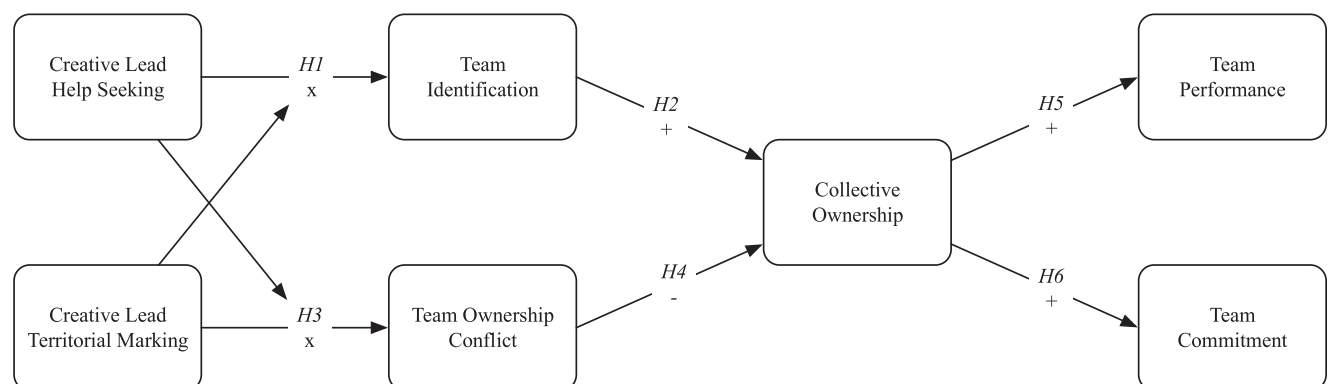 Creative Lead
Help Seeking
H1
x
Team
Identification
H2
+
Creative Lead
Territorial Marking
H3
x
Team Ownership
Conflict
H4
-
Collective
Ownership
H5
+
Team
Performance
H6
+
Team
Commitment